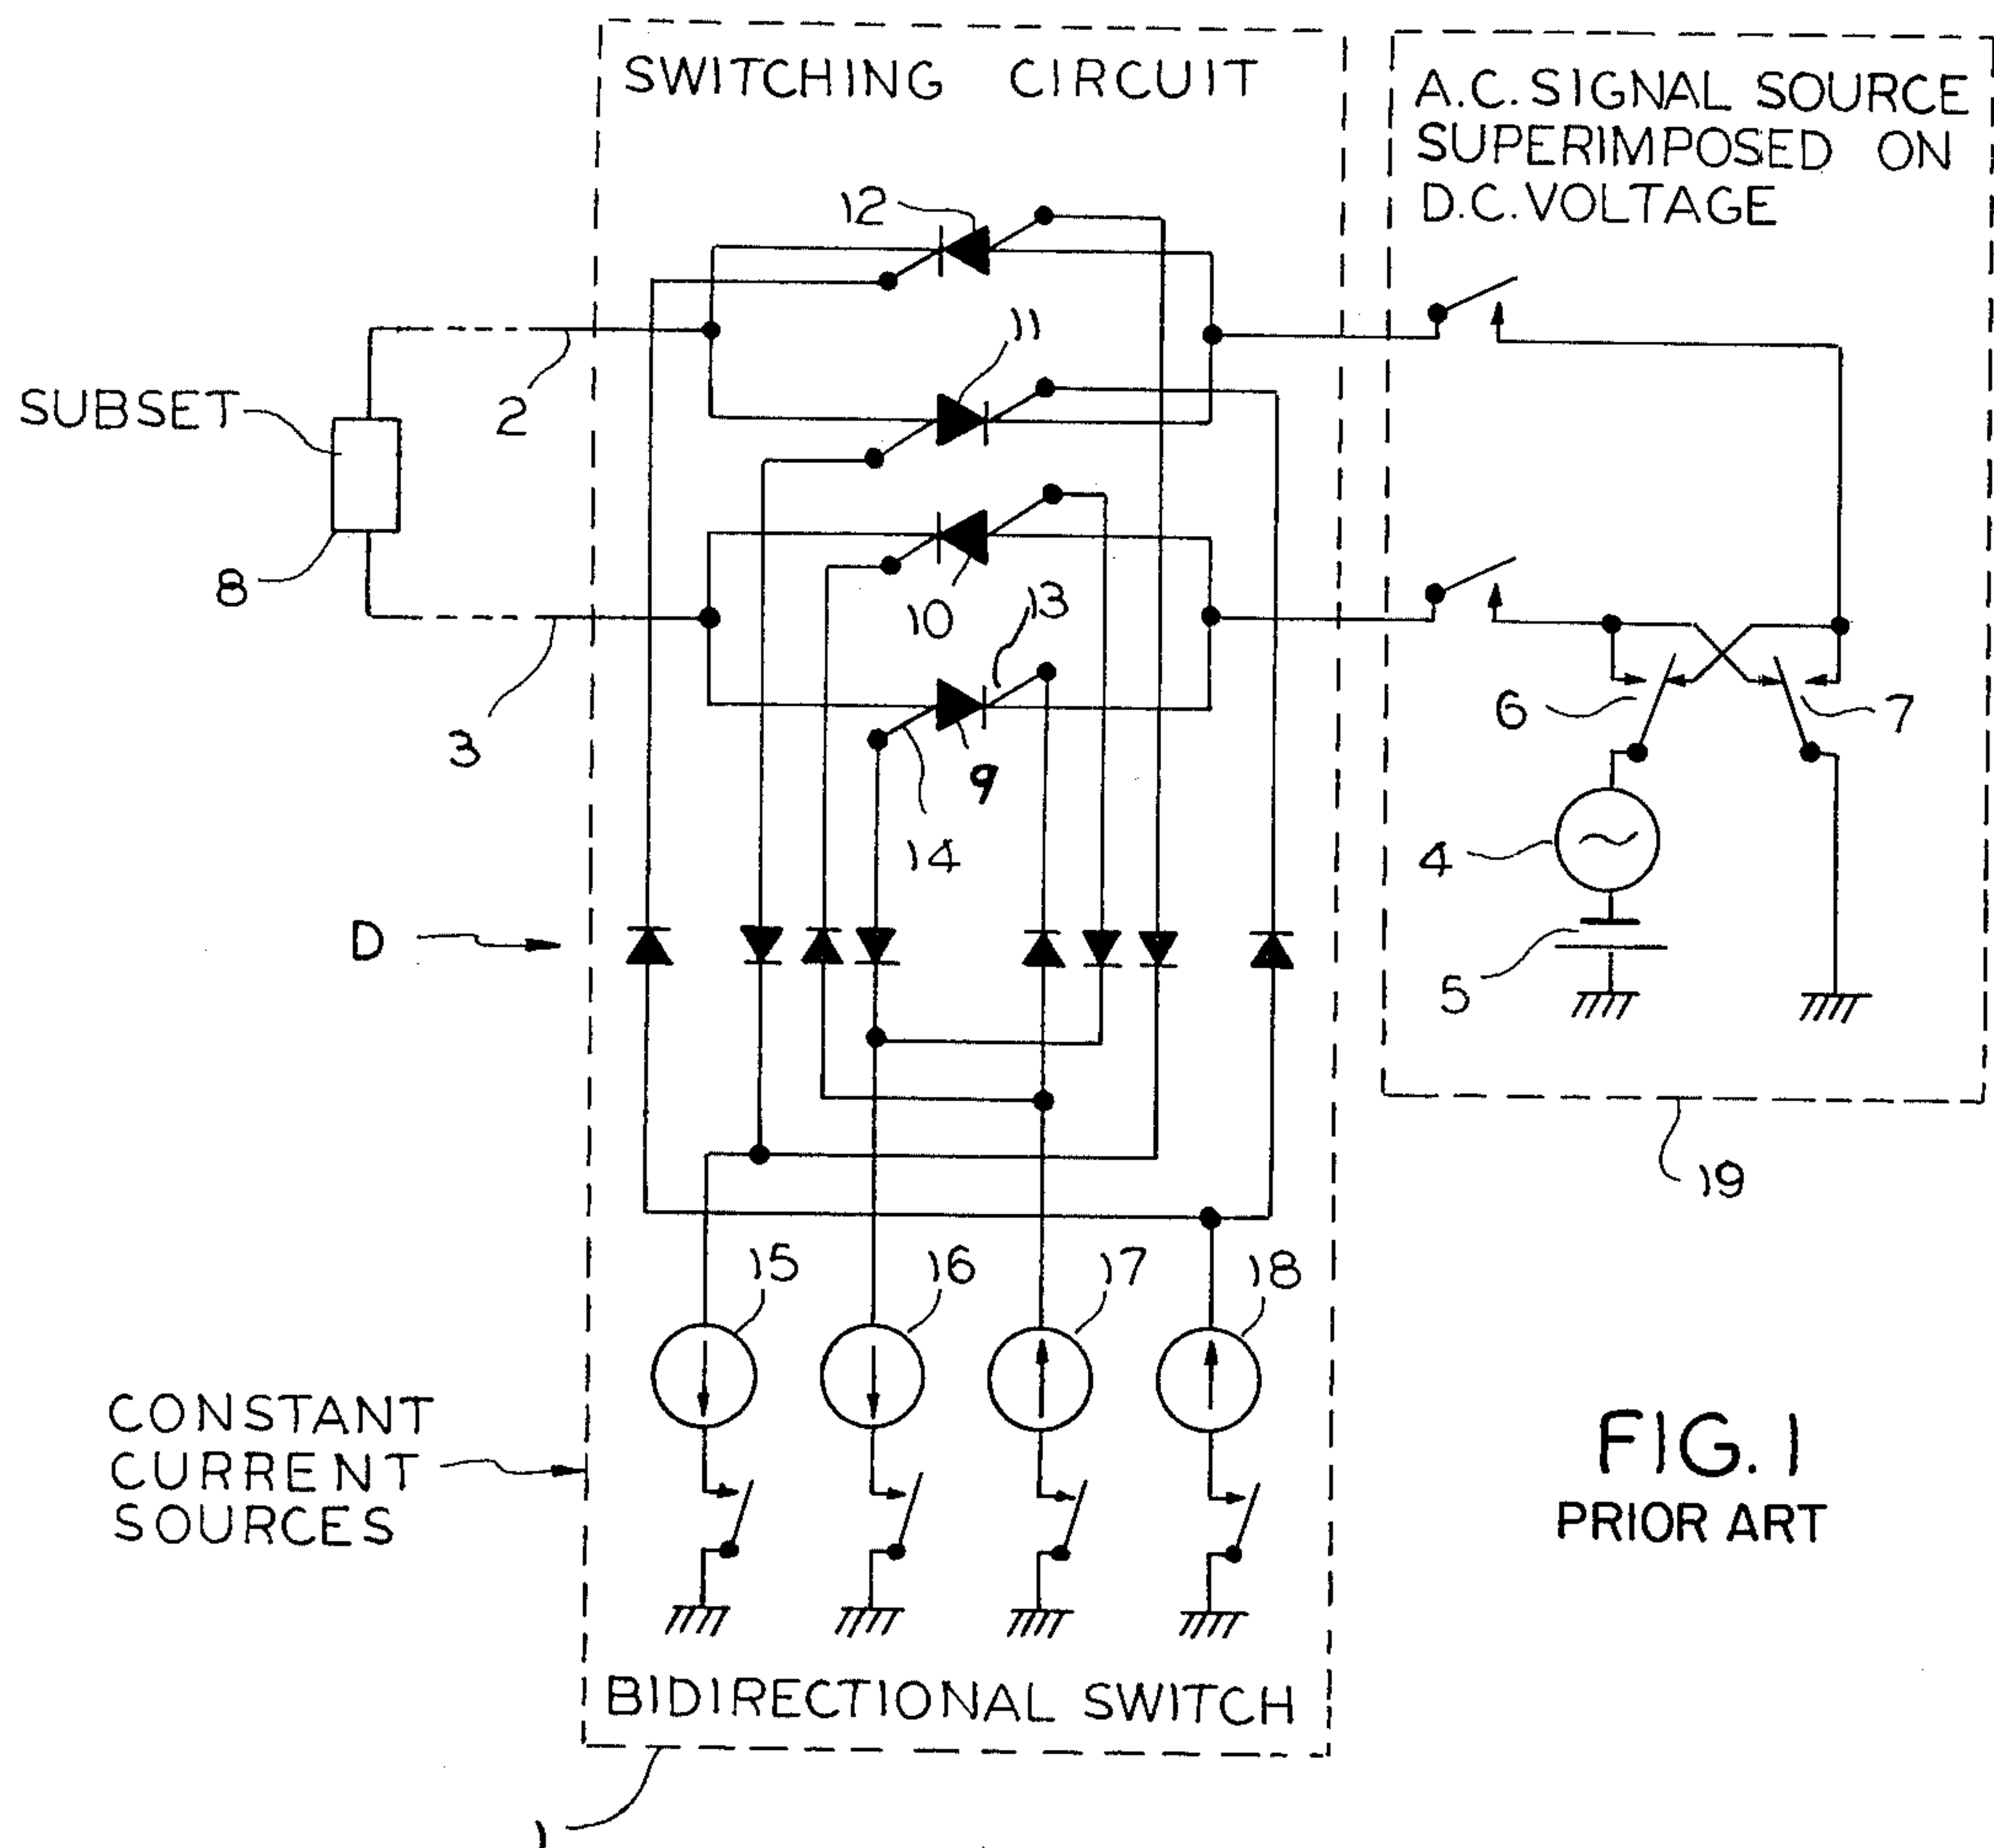 SWITCHING CIRCUIT
A.C. SIGNAL SOURCE
SUPERIMPOSED ON
D.C. VOLTAGE
12
11
SUBSET
2
8
10
13
3
9
14
6
7
4
5
D
19
15
16
17
18
CONSTANT
CURRENT
SOURCES
FIG. 1
PRIOR ART
BIDIRECTIONAL SWITCH
1